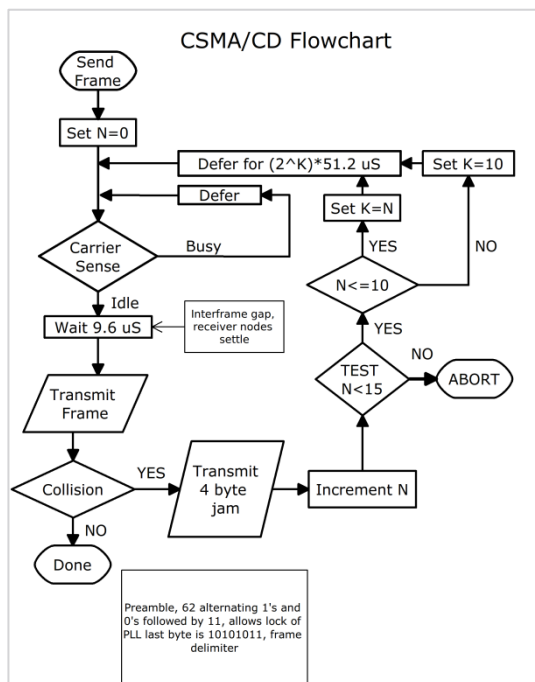 CSMA/CD Flowchart
Send
Frame
Set N=0
Defer for (2^K)*51.2 uS
Set K=10
Defer
Set K=N
Carrier
Sense
Busy
YES
NO
N<=10
Idle
Wait 9.6 uS
Interframe gap,
receiver nodes
settle
YES
TEST
N<15
NO
ABORT
Transmit
Frame
Collision
YES
Transmit
4 byte
jam
Increment N
NO
Done
Preamble, 62 alternating 1's and
0's followed by 11, allows lock of
PLL last byte is 10101011, frame
delimiter